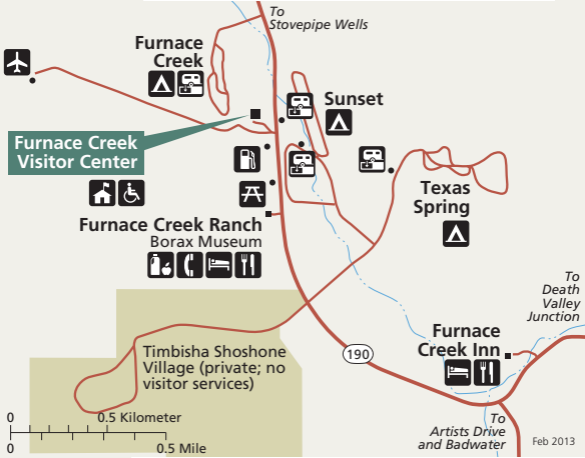 To
Stovepipe Wells
Furnace
Creek
Sunset
Furnace Creek
Visitor Center
Texas
Spring
Furnace Creek Ranch
Borax Museum
To
Death
Valley
Junction
Furnace
Creek Inn
190
Timbisha Shoshone
Village (private; no
visitor services)
0 0.5 Kilometer
0 0.5 Mile
To
Artists Drive
and Badwater
Feb 2013